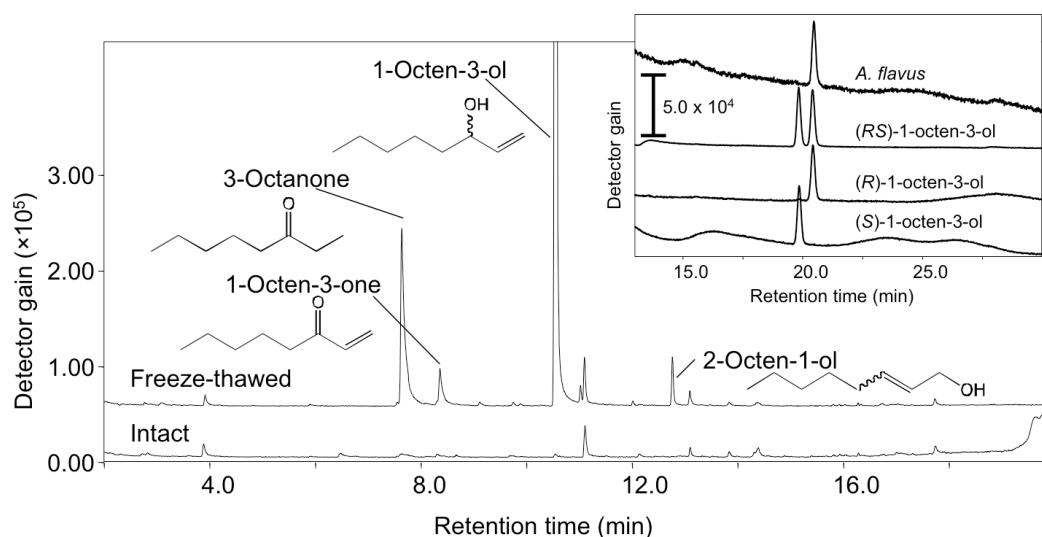 1-Octen-3-ol
OH
3-Octanone
O
1-Octen-3-one
O
Freeze-thawed
2-Octen-1-ol
OH
Intact
Detector gain (×10⁵)
3.00
2.00
1.00
0.00
4.0 8.0 12.0 16.0
Retention time (min)
A. flavus
5.0 x 10⁴
(RS)-1-octen-3-ol
(R)-1-octen-3-ol
(S)-1-octen-3-ol
Detector gain
15.0 20.0 25.0
Retention time (min)